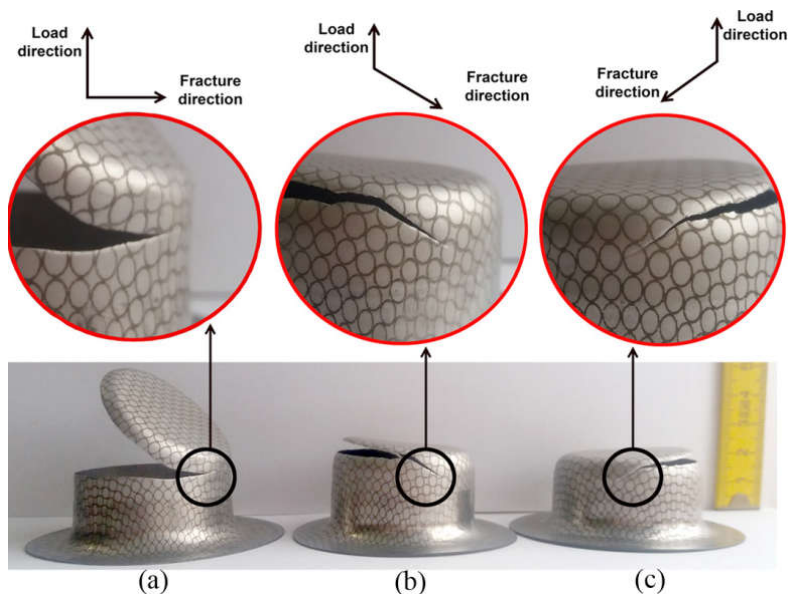 Load
direction
Fracture
direction
Load
direction
Fracture
direction
Load
direction
Fracture
direction
(a)
(b)
(c)